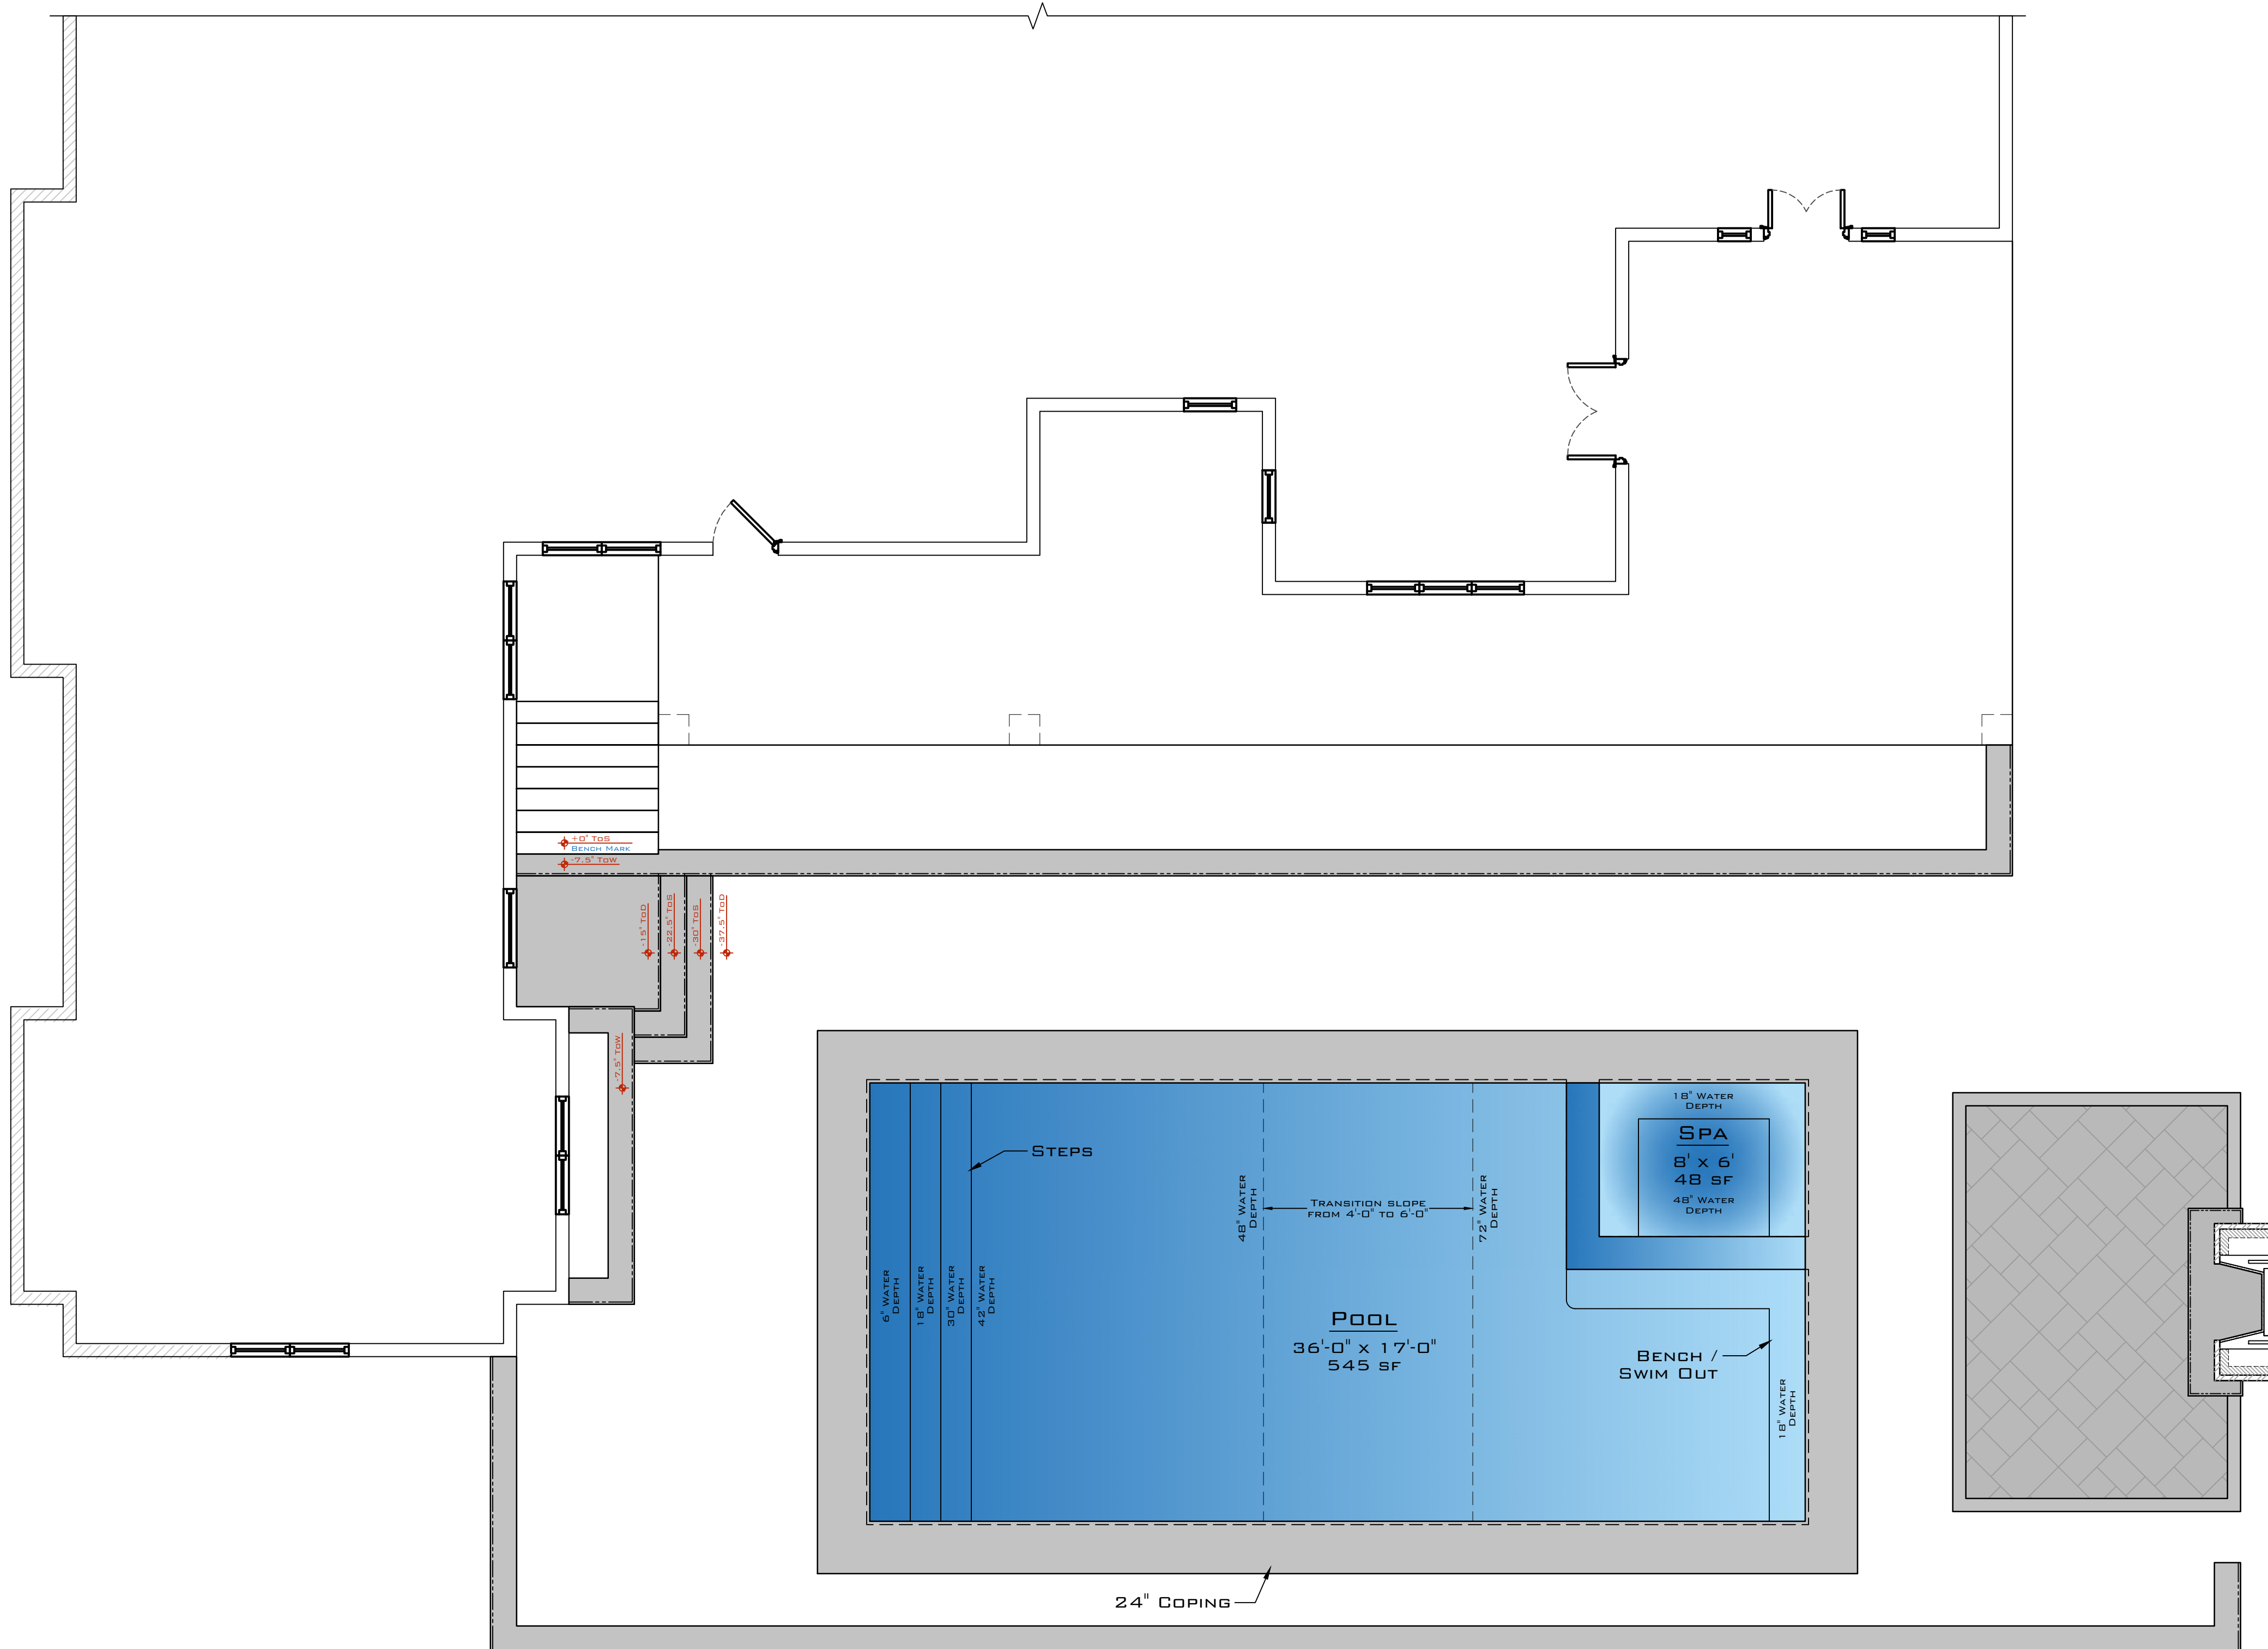 +0" ToS
Bench Mark
-7.5" ToW
-15" ToD
-22.5" ToS
-30" ToS
-37.5" ToD
-7.5" ToW
18" Water
Depth
Spa
8' x 6'
48 sf
48" Water
Depth
Steps
48" Water
Depth
Transition slope
from 4'-0" to 6'-0"
72" Water
Depth
6" Water
Depth
18" Water
Depth
30" Water
Depth
42" Water
Depth
Pool
36'-0" x 17'-0"
545 sf
Bench /
Swim Out
18" Water
Depth
24" Coping